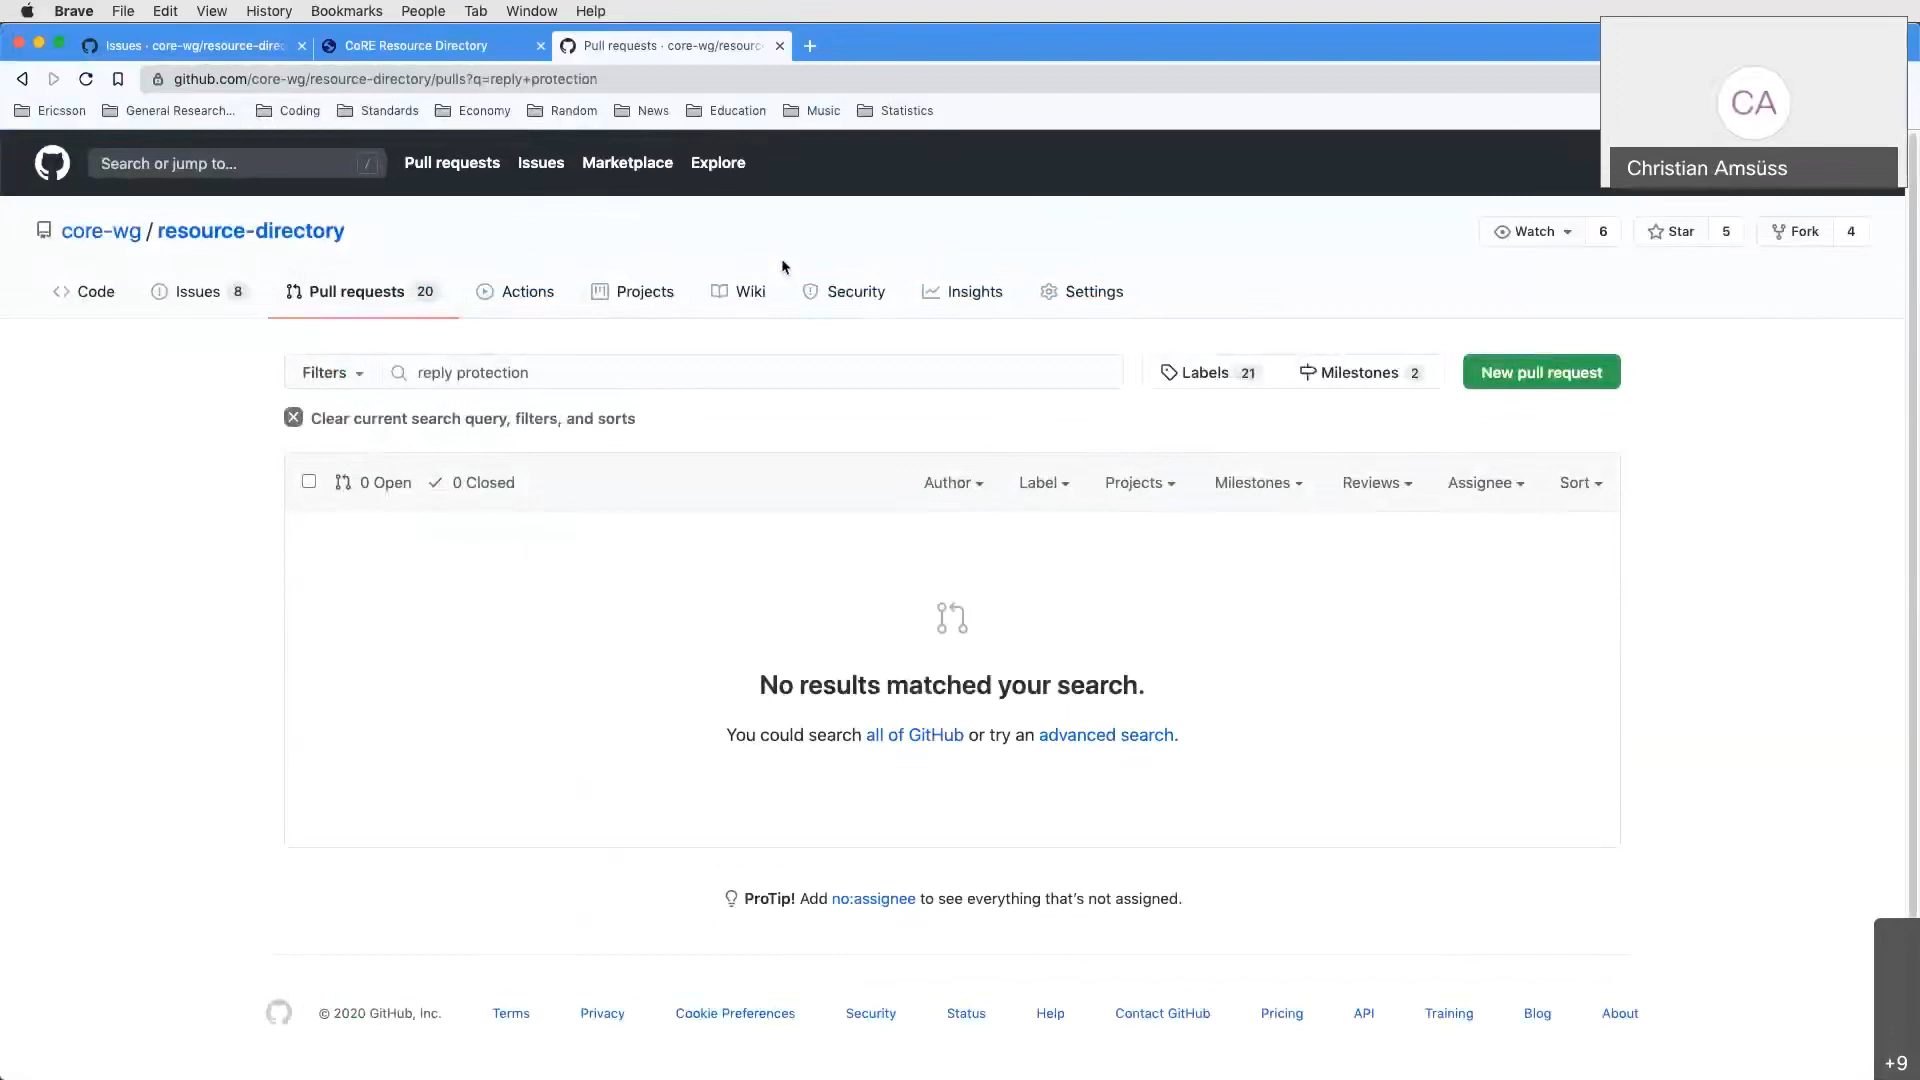 Brave File Edit View History Bookmarks People Tab Window Help
Issues · core-wg/resource-direc
CoRE Resource Directory
Pull requests · core-wg/resourc
github.com/core-wg/resource-directory/pulls?q=reply+protection
Ericsson General Research... Coding Standards Economy Random News Education Music Statistics
CA
Christian Amsüss
Search or jump to... /
Pull requests Issues Marketplace Explore
core-wg / resource-directory
Watch 6 Star 5 Fork 4
Code Issues 8 Pull requests 20 Actions Projects Wiki Security Insights Settings
Filters reply protection Labels 21 Milestones 2 New pull request
Clear current search query, filters, and sorts
0 Open 0 Closed Author Label Projects Milestones Reviews Assignee Sort
No results matched your search.
You could search all of GitHub or try an advanced search.
ProTip! Add no:assignee to see everything that's not assigned.
© 2020 GitHub, Inc. Terms Privacy Cookie Preferences Security Status Help Contact GitHub Pricing API Training Blog About
+9